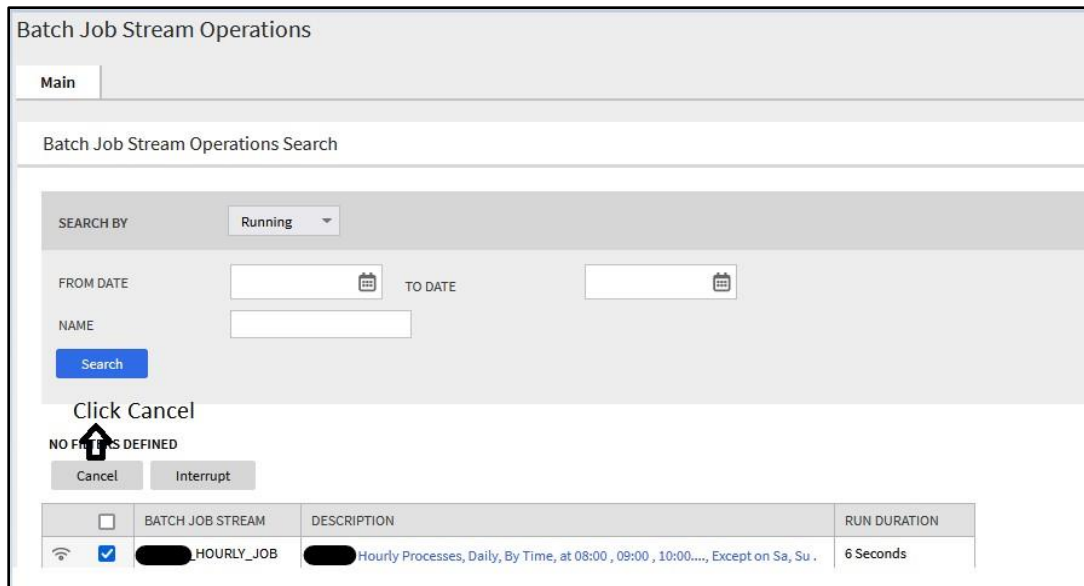 Batch Job Stream Operations
Main
Batch Job Stream Operations Search
SEARCH BY Running
FROM DATE TO DATE
NAME
Search
Click Cancel
NO FILTERS DEFINED
Cancel Interrupt
BATCH JOB STREAM DESCRIPTION RUN DURATION
_HOURLY_JOB Hourly Processes, Daily, By Time, at 08:00 , 09:00 , 10:00...., Except on Sa, Su . 6 Seconds